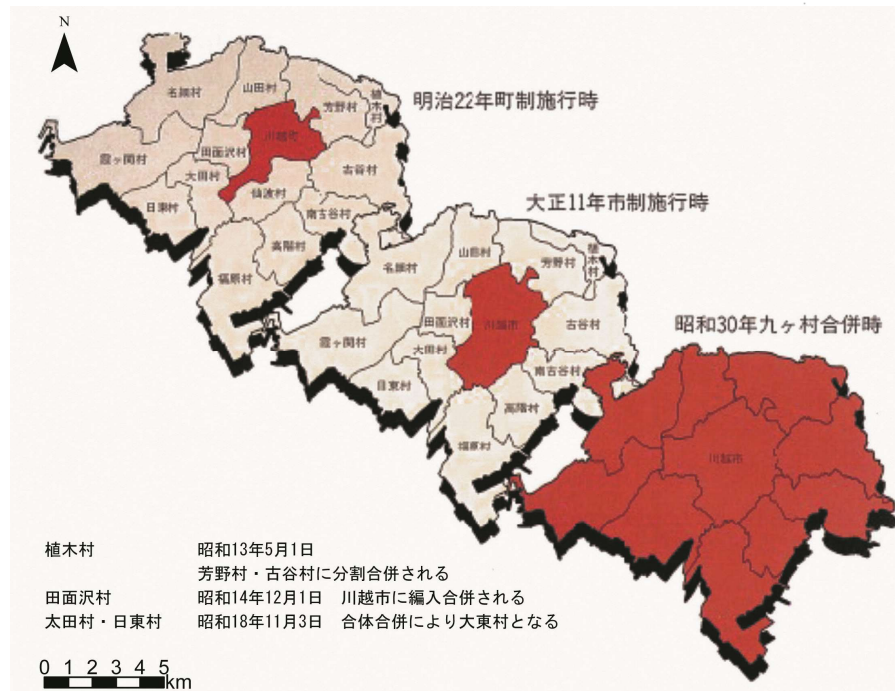 N
明治22年町制施行時
名細村
山田村
芳野村
植木村
川越町
霞ヶ関村
田面沢村
古谷村
大田村
仙波村
日東村
南古谷村
高階村
福原村
大正11年市制施行時
名細村
山田村
芳野村
植木村
田面沢村
川越市
古谷村
霞ヶ関村
大田村
南古谷村
日東村
高階村
福原村
昭和30年九ヶ村合併時
川越市
植木村 昭和13年5月1日
芳野村・古谷村に分割合併される
田面沢村 昭和14年12月1日 川越市に編入合併される
太田村・日東村 昭和18年11月3日 合体合併により大東村となる
0 1 2 3 4 5
km